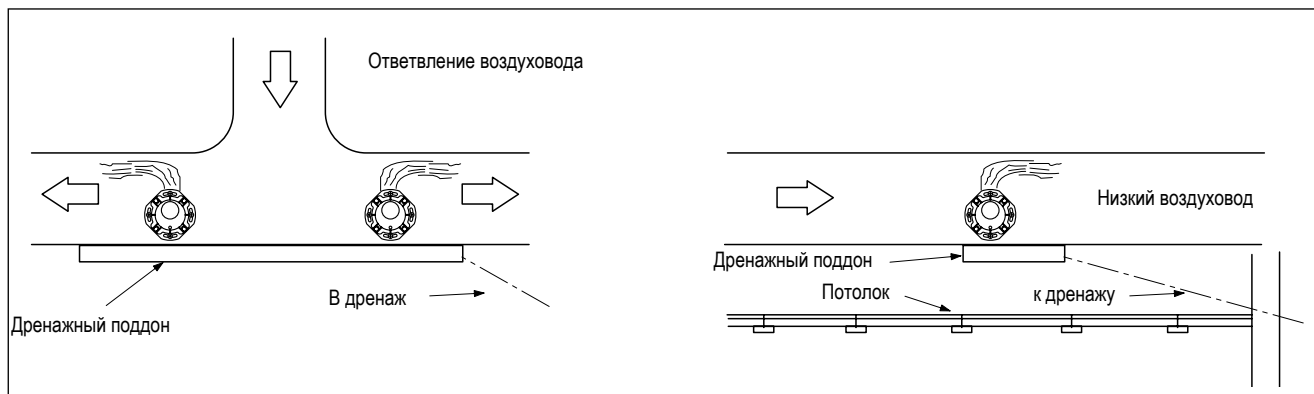 Ответвление воздуховода
В дренаж
Дренажный поддон
Низкий воздуховод
Дренажный поддон
Потолок
к дренажу